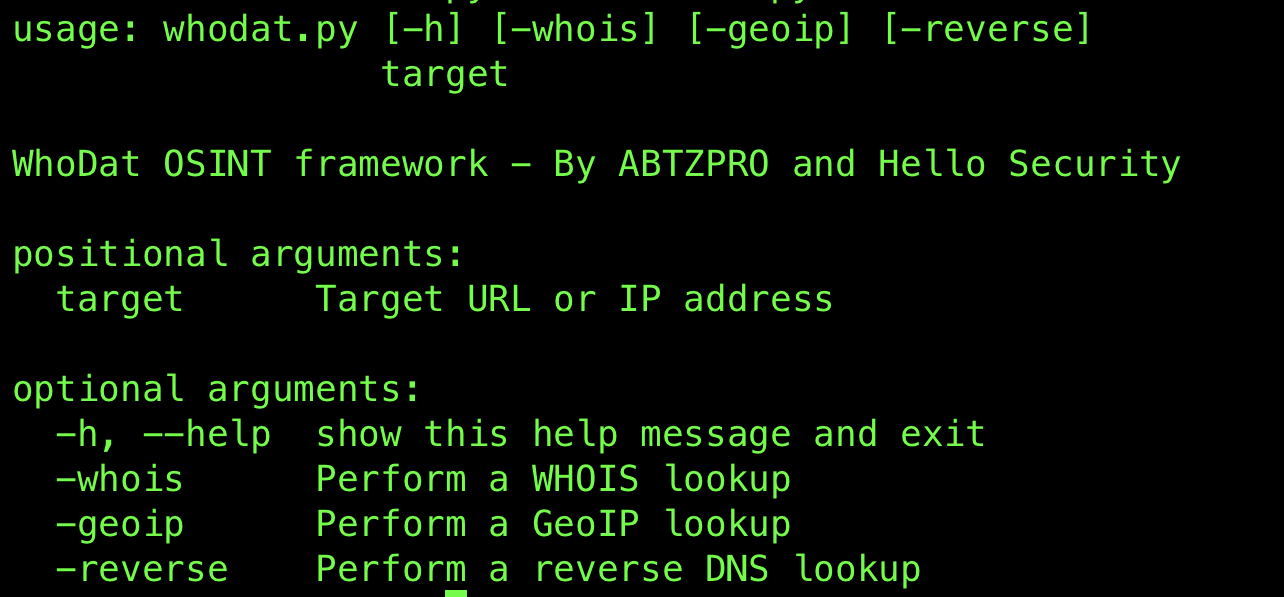 usage: whodat.py [-h] [-whois] [-geoip] [-reverse]
                 target
WhoDat OSINT framework - By ABTZPRO and Hello Security
positional arguments:
  target      Target URL or IP address
optional arguments:
  -h, --help  show this help message and exit
  -whois      Perform a WHOIS lookup
  -geoip      Perform a GeoIP lookup
  -reverse    Perform a reverse DNS lookup